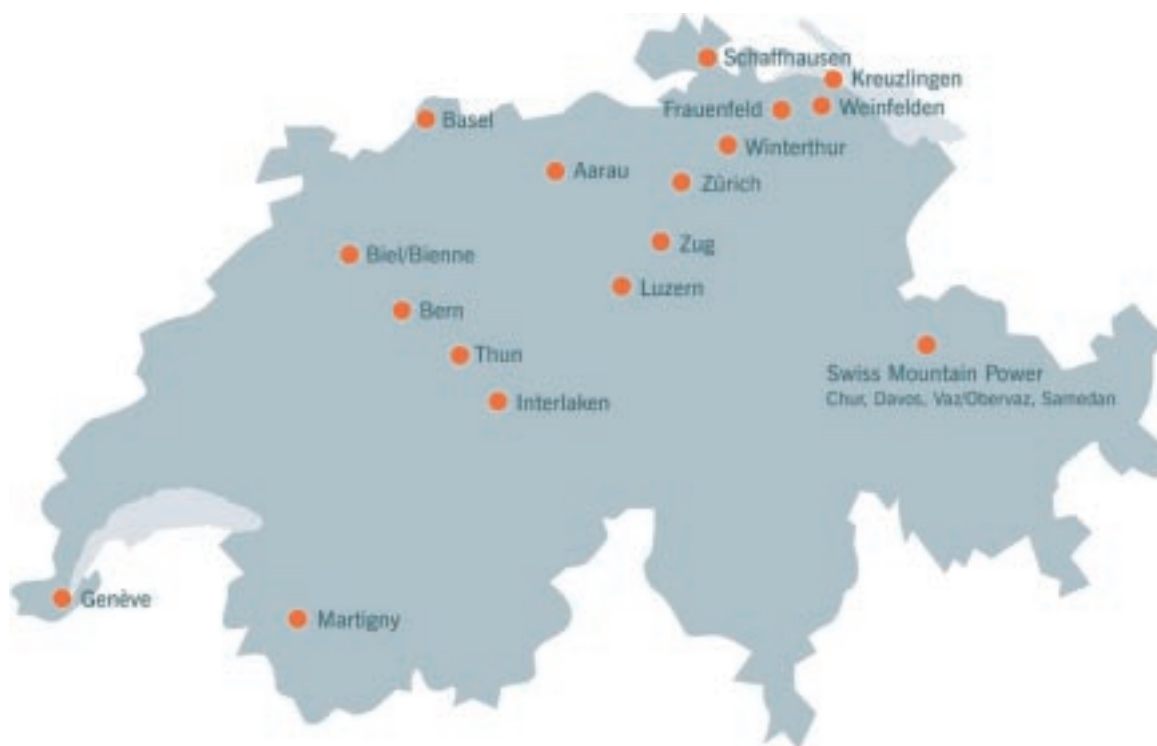 Schaffhausen
Kreuzlingen
Frauenfeld
Weinfelden
Basel
Winterthur
Aarau
Zürich
Zug
Biel/Bienne
Luzern
Bern
Thun
Swiss Mountain Power
Chur, Davos, Vaz/Obervaz, Samedan
Interlaken
Genève
Martigny